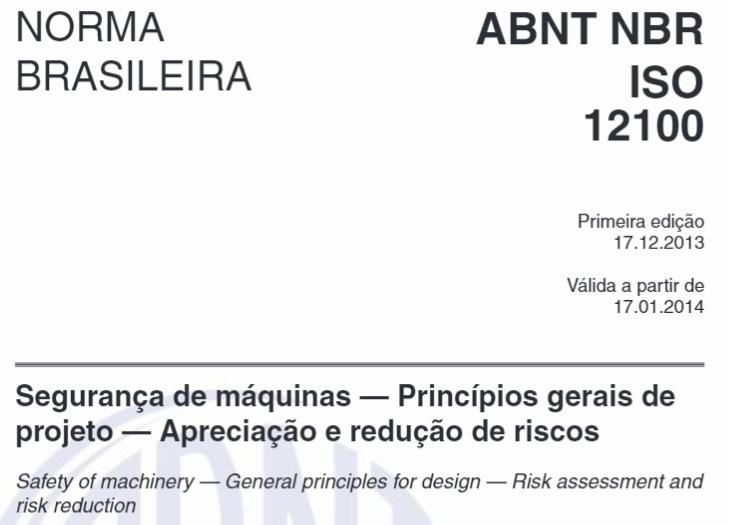 NORMA
BRASILEIRA
ABNT NBR
ISO
12100
Primeira edição
17.12.2013
Válida a partir de
17.01.2014
Segurança de máquinas — Princípios gerais de
projeto — Apreciação e redução de riscos
Safety of machinery — General principles for design — Risk assessment and
risk reduction